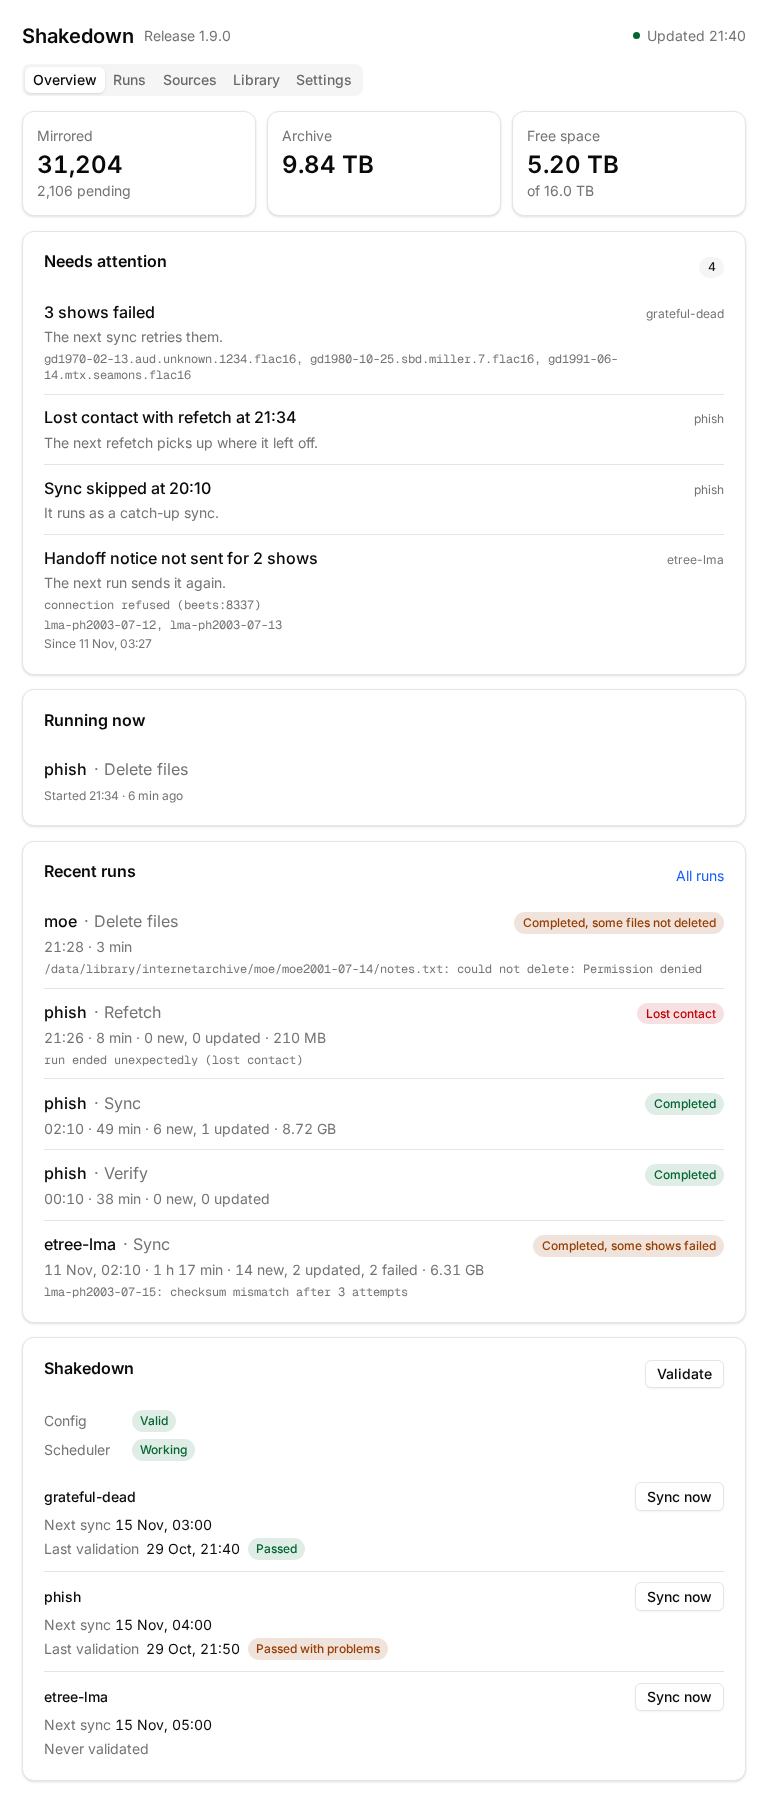 Shakedown Release 1.9.0
Updated 21:40
Overview Runs Sources Library Settings
Mirrored
31,204
2,106 pending
Archive
9.84 TB
Free space
5.20 TB
of 16.0 TB
Needs attention
4
3 shows failed
grateful-dead
The next sync retries them.
gd1970-02-13.aud.unknown.1234.flac16, gd1980-10-25.sbd.miller.7.flac16, gd1991-06-
14.mtx.seamons.flac16
Lost contact with refetch at 21:34
phish
The next refetch picks up where it left off.
Sync skipped at 20:10
phish
It runs as a catch-up sync.
Handoff notice not sent for 2 shows
etree-lma
The next run sends it again.
connection refused (beets:8337)
lma-ph2003-07-12, lma-ph2003-07-13
Since 11 Nov, 03:27
Running now
phish · Delete files
Started 21:34 · 6 min ago
Recent runs
All runs
moe · Delete files
Completed, some files not deleted
21:28 · 3 min
/data/library/internetarchive/moe/moe2001-07-14/notes.txt: could not delete: Permission denied
phish · Refetch
Lost contact
21:26 · 8 min · 0 new, 0 updated · 210 MB
run ended unexpectedly (lost contact)
phish · Sync
Completed
02:10 · 49 min · 6 new, 1 updated · 8.72 GB
phish · Verify
Completed
00:10 · 38 min · 0 new, 0 updated
etree-lma · Sync
Completed, some shows failed
11 Nov, 02:10 · 1 h 17 min · 14 new, 2 updated, 2 failed · 6.31 GB
lma-ph2003-07-15: checksum mismatch after 3 attempts
Shakedown
Validate
Config Valid
Scheduler Working
grateful-dead
Sync now
Next sync 15 Nov, 03:00
Last validation 29 Oct, 21:40 Passed
phish
Sync now
Next sync 15 Nov, 04:00
Last validation 29 Oct, 21:50 Passed with problems
etree-lma
Sync now
Next sync 15 Nov, 05:00
Never validated